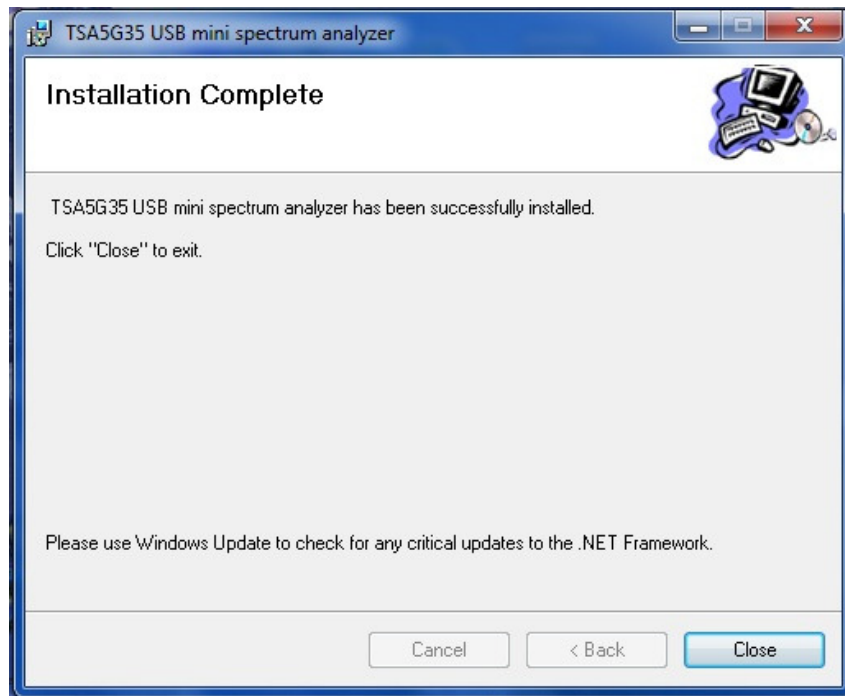 TSA5G35 USB mini spectrum analyzer
Installation Complete
TSA5G35 USB mini spectrum analyzer has been successfully installed.
Click "Close" to exit.
Please use Windows Update to check for any critical updates to the .NET Framework.
Cancel
< Back
Close